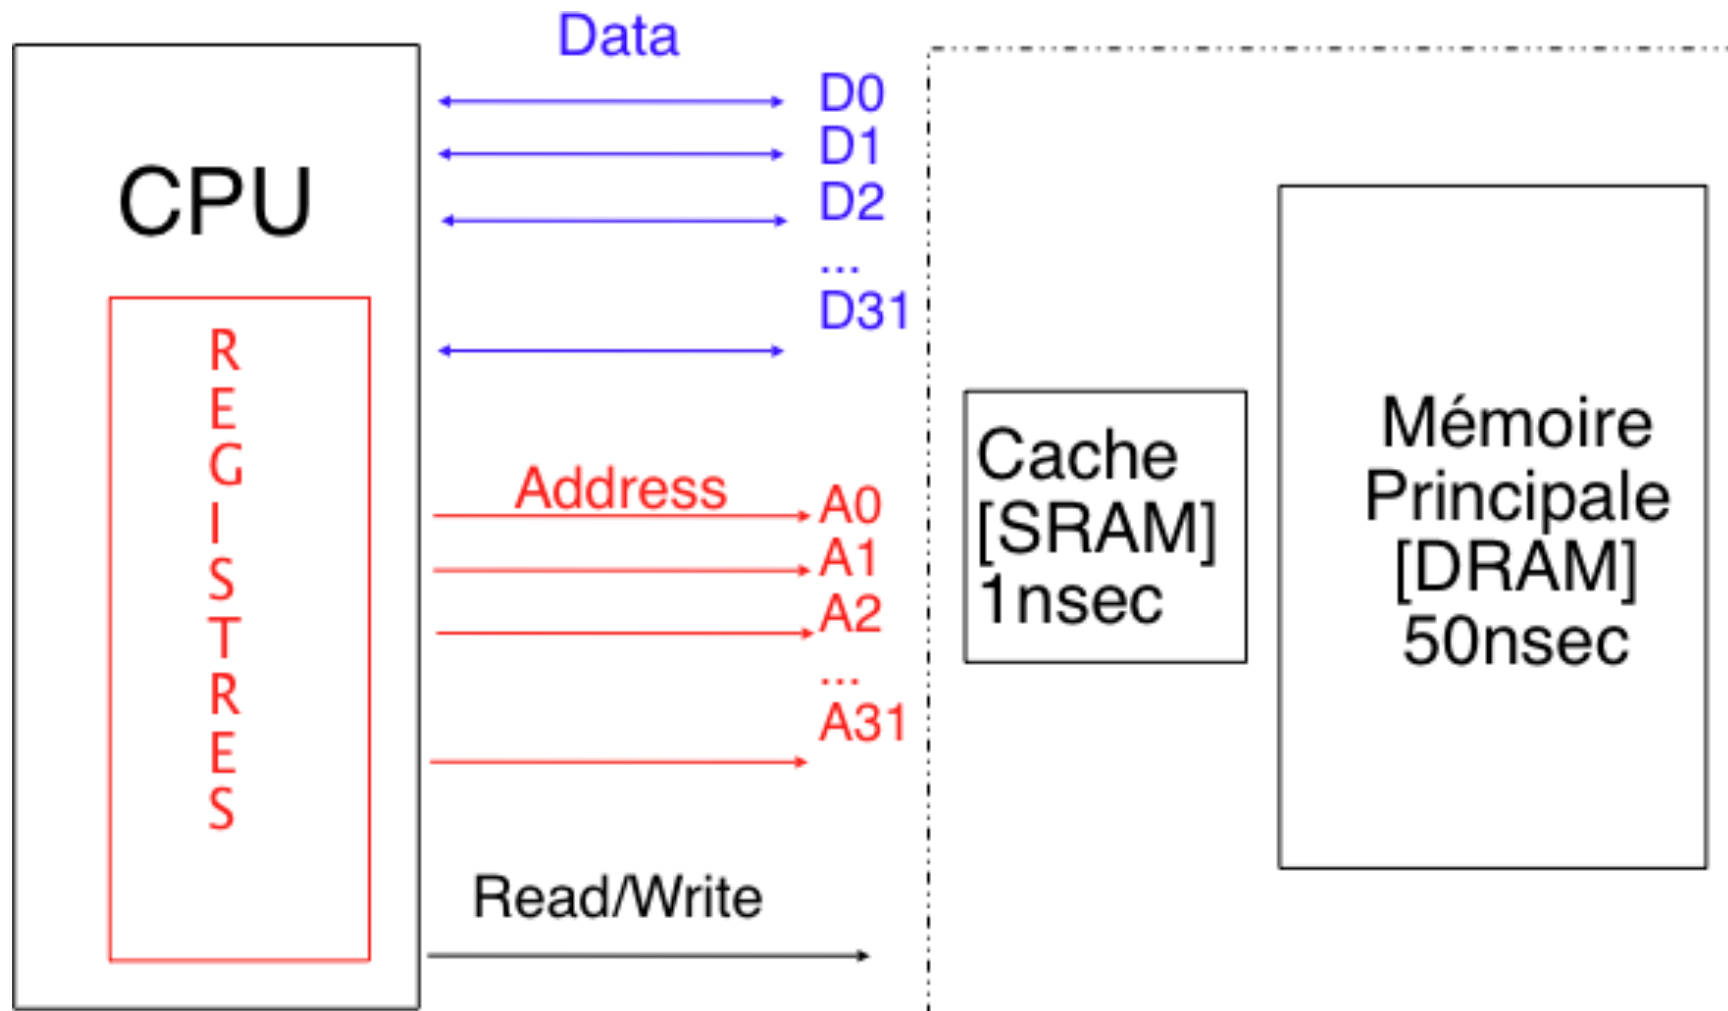 Data
CPU
D0
D1
D2
...
D31
R
E
G
I
S
T
R
E
S
Address
A0
A1
A2
...
A31
Read/Write
Cache
[SRAM]
1nsec
Mémoire
Principale
[DRAM]
50nsec